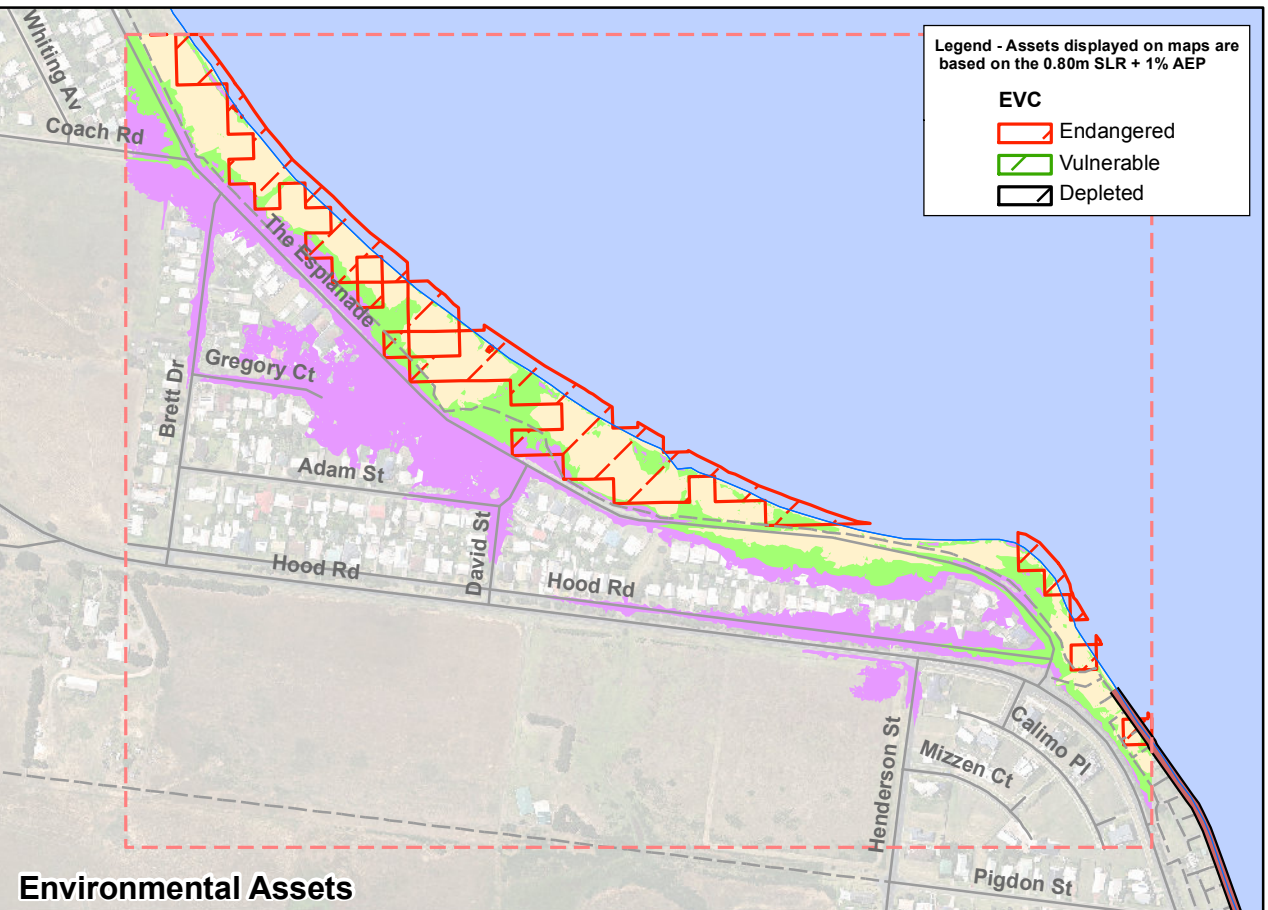 Legend - Assets displayed on maps are
based on the 0.80m SLR + 1% AEP
EVC
Endangered
Vulnerable
Depleted
Whiting Av
Coach Rd
The Esplanade
Gregory Ct
Brett Dr
Adam St
David St
Hood Rd
Hood Rd
Henderson St
Calimo Pl
Mizzen Ct
Pigdon St
Environmental Assets